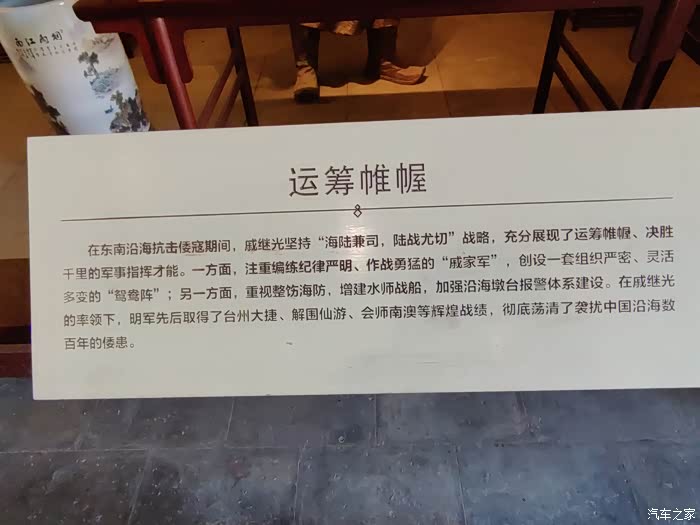 运筹帷幄
在东南沿海抗击倭寇期间，戚继光坚持“海陆兼司，陆战尤切”战略，充分展现了运筹帷幄、决胜
千里的军事指挥才能。一方面，注重编练纪律严明、作战勇猛的“戚家军”，创设一套组织严密、灵活
多变的“鸳鸯阵”；另一方面，重视整饬海防，增建水师战船，加强沿海墩台报警体系建设。在戚继光
的率领下，明军先后取得了台州大捷、解围仙游、会师南澳等辉煌战绩，彻底荡清了袭扰中国沿海数
百年的倭患。
汽车之家